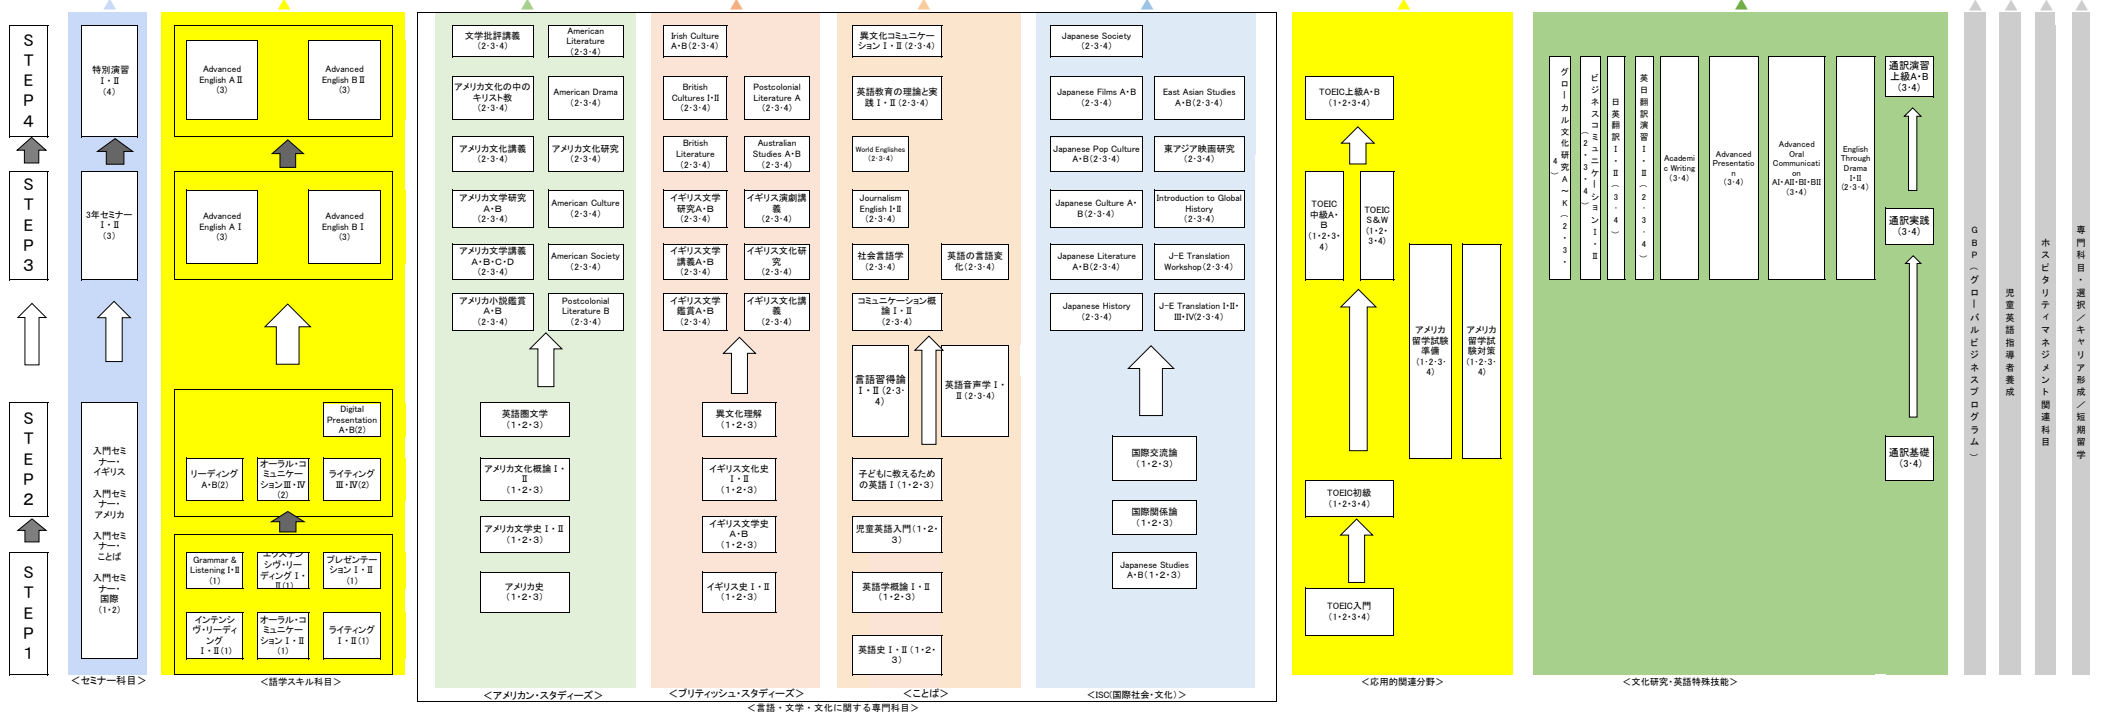 STEP4
STEP3
STEP2
STEP1
特別演習
Ⅰ・Ⅱ
(4)
3年セミナー
Ⅰ・Ⅱ
(3)
入門セミ
ナー・
イギリス
入門セミ
ナー・
アメリカ
入門セミ
ナー・
ことば
入門セミ
ナー・
国際
(1・2)
<セミナー科目>
Advanced
English AⅡ
(3)
Advanced
English BⅡ
(3)
Advanced
English AⅠ
(3)
Advanced
English BⅠ
(3)
Digital
Presentation
A・B(2)
リーディング
A・B(2)
オーラル・コ
ミュニケー
ションⅢ・Ⅳ
(2)
ライティング
Ⅲ・Ⅳ(2)
Grammar &
Listening Ⅰ・Ⅱ
(1)
エクステン
シヴ・リー
ディングⅠ・
Ⅱ(1)
プレゼンテー
ションⅠ・Ⅱ
(1)
インテンシ
ヴ・リーディ
ング
Ⅰ・Ⅱ(1)
オーラル・コ
ミュニケー
ションⅠ・Ⅱ
(1)
ライティング
Ⅰ・Ⅱ(1)
<語学スキル科目>
文学批評講義
(2・3・4)
American
Literature
(2・3・4)
アメリカ文化の中の
キリスト教
(2・3・4)
American Drama
(2・3・4)
アメリカ文化講義
(2・3・4)
アメリカ文化研究
(2・3・4)
アメリカ文学研究
A・B
(2・3・4)
American Culture
(2・3・4)
アメリカ文学講義
A・B・C・D
(2・3・4)
American Society
(2・3・4)
アメリカ小説鑑賞
A・B
(2・3・4)
Postcolonial
Literature B
(2・3・4)
英語圏文学
(1・2・3)
アメリカ文化概論Ⅰ・
Ⅱ
(1・2・3)
アメリカ文学史Ⅰ・Ⅱ
(1・2・3)
アメリカ史
(1・2・3)
<アメリカン・スタディーズ>
Irish Culture
A・B(2・3・4)
British
Cultures Ⅰ・Ⅱ
(2・3・4)
Postcolonial
Literature A
(2・3・4)
British
Literature
(2・3・4)
Australian
Studies A・B
(2・3・4)
イギリス文学
研究A・B
(2・3・4)
イギリス演劇講
義
(2・3・4)
イギリス文学
講義A・B
(2・3・4)
イギリス文化研
究
(2・3・4)
イギリス文学
鑑賞A・B
(2・3・4)
イギリス文化講
義
(2・3・4)
異文化理解
(1・2・3)
イギリス文化史
Ⅰ・Ⅱ
(1・2・3)
イギリス文学史
A・B
(1・2・3)
イギリス史Ⅰ・Ⅱ
(1・2・3)
<ブリティッシュ・スタディーズ>
異文化コミュニケー
ションⅠ・Ⅱ(2・3・4)
英語教育の理論と実
践Ⅰ・Ⅱ(2・3・4)
World Englishes
(2・3・4)
Journalism
English Ⅰ・Ⅱ
(2・3・4)
社会言語学
(2・3・4)
英語の言語変
化(2・3・4)
コミュニケーション概
論Ⅰ・Ⅱ
(2・3・4)
言語習得論
Ⅰ・Ⅱ(2・3・
4)
英語音声学Ⅰ・
Ⅱ(2・3・4)
子どもに教えるため
の英語Ⅰ(1・2・3)
児童英語入門(1・2・
3)
英語学概論Ⅰ・Ⅱ
(1・2・3)
英語史Ⅰ・Ⅱ(1・2・
3)
<ことば>
Japanese Society
(2・3・4)
Japanese Films A・B
(2・3・4)
East Asian Studies
A・B(2・3・4)
Japanese Pop Culture
A・B(2・3・4)
東アジア映画研究
(2・3・4)
Japanese Culture A・
B(2・3・4)
Introduction to Global
History
(2・3・4)
Japanese Literature
A・B(2・3・4)
J-E Translation
Workshop(2・3・4)
Japanese History
(2・3・4)
J-E Translation Ⅰ・Ⅱ・
Ⅲ・Ⅳ(2・3・4)
国際交流論
(1・2・3)
国際関係論
(1・2・3)
Japanese Studies
A・B(1・2・3)
<ISC(国際社会・文化)>
<言語・文学・文化に関する専門科目>
TOEIC上級A・B
(1・2・3・4)
TOEIC
中級A・
B
(1・2・3・
4)
TOEIC
S&W
(1・2・
3・4)
アメリカ
留学試験
準備
(1・2・3・
4)
アメリカ
留学試
験対策
(1・2・3・
4)
TOEIC初級
(1・2・3・4)
TOEIC入門
(1・2・3・4)
<応用的関連分野>
グローカル文化研究A～K(2・3・
4)
ビジネスコミュニケーションⅠ・Ⅱ
(2・3・4)
日英翻訳Ⅰ・Ⅱ(3・4)
英日翻訳演習Ⅰ・Ⅱ(2・3・4)
Academi
c Writing
(3・4)
Advanced
Presentatio
n
(3・4)
Advanced
Oral
Communicati
on
AⅠ・AⅡ・BⅠ・BⅡ
(3・4)
English
Through
Drama
Ⅰ・Ⅱ
(2・3・4)
通訳演習
上級A・B
(3・4)
通訳実践
(3・4)
通訳基礎
(3・4)
<文化研究・英語特殊技能>
GBP(グローバルビジネスプログラム)
児童英語指導者養成
ホスピタリティマネジメント関連科目
専門科目・選択/キャリア形成/短期留学